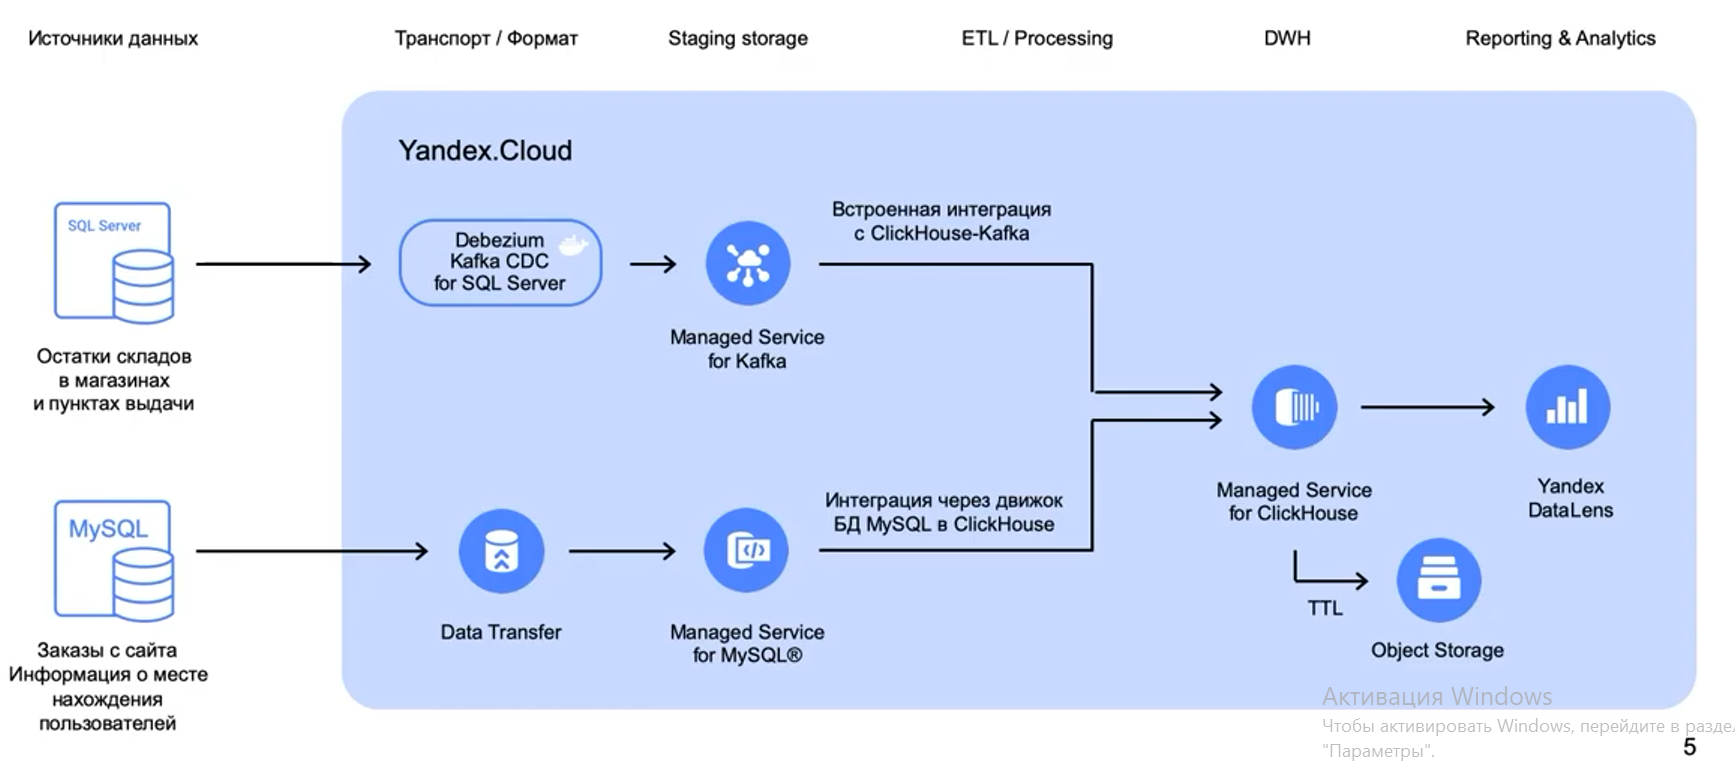 Источники данных
Транспорт / Формат
Staging storage
ETL / Processing
DWH
Reporting & Analytics
Yandex.Cloud
SQL Server
Остатки складов
в магазинах
и пунктах выдачи
Debezium
Kafka CDC
for SQL Server
Managed Service
for Kafka
Встроенная интеграция
с ClickHouse-Kafka
MySQL
Заказы с сайта
Информация о месте
нахождения
пользователей
Data Transfer
Managed Service
for MySQL®
Интеграция через движок
БД MySQL в ClickHouse
Managed Service
for ClickHouse
Yandex
DataLens
TTL
Object Storage
Активация Windows
Чтобы активировать Windows, перейдите в разде
"Параметры".
5